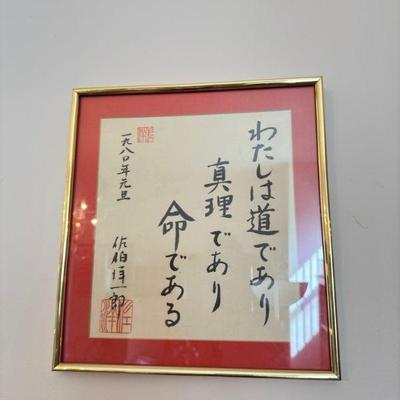 わたしは道であり
真理であり
命である
一九八〇年元旦
佐伯洋一郎